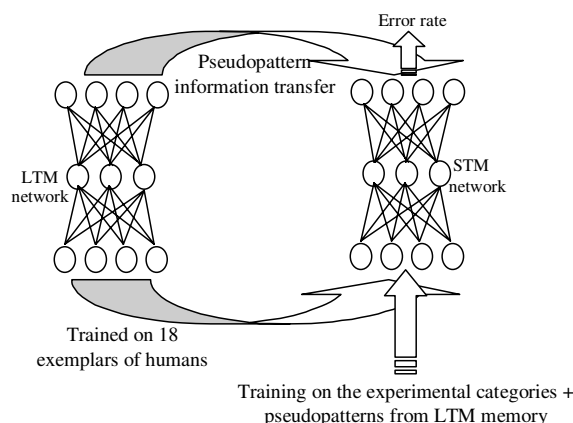 Error rate
Pseudopattern
information transfer
LTM
network
STM
network
Trained on 18
exemplars of humans
Training on the experimental categories +
pseudopatterns from LTM memory